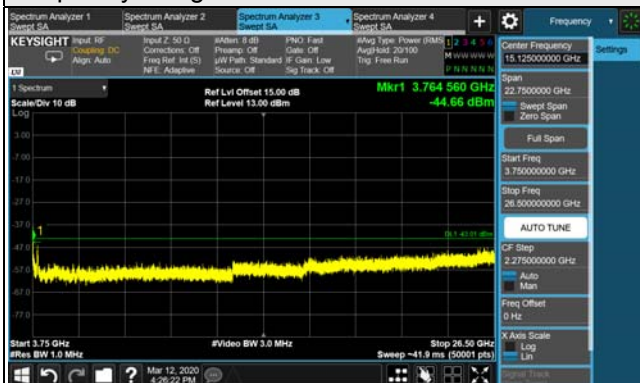 Spectrum Analyzer 1
Swept SA
Spectrum Analyzer 2
Swept SA
Spectrum Analyzer 3
Swept SA
Spectrum Analyzer 4
Swept SA
+
Frequency
KEYSIGHT
Input: RF
Coupling: DC
Align: Auto
Input Z: 50 Ω
Corrections: Off
Freq Ref: Int (S)
NFE: Adaptive
#Atten: 8 dB
Preamp: Off
µW Path: Standard
Source: Off
PNO: Fast
Gate: Off
IF Gain: Low
Sig Track: Off
#Avg Type: Power (RMS
Avg|Hold: 20/100
Trig: Free Run
1 2 3 4 5 6
M W W W W W
P N N N N N
LXI
1 Spectrum
Scale/Div 10 dB
Log
Ref Lvl Offset 15.00 dB
Ref Level 13.00 dBm
Mkr1 3.764 560 GHz
-44.66 dBm
3.00
-7.00
-17.0
-27.0
-37.0
-47.0
-57.0
-67.0
-77.0
1
DL1 -43.01 dBm
Start 3.75 GHz
#Res BW 1.0 MHz
#Video BW 3.0 MHz
Stop 26.50 GHz
Sweep ~41.9 ms (50001 pts)
Mar 12, 2020
4:26:22 PM
Settings
Center Frequency
15.125000000 GHz
Span
22.7500000 GHz
Swept Span
Zero Span
Full Span
Start Freq
3.750000000 GHz
Stop Freq
26.500000000 GHz
AUTO TUNE
CF Step
2.275000000 GHz
Auto
Man
Freq Offset
0 Hz
X Axis Scale
Log
Lin
Signal Track